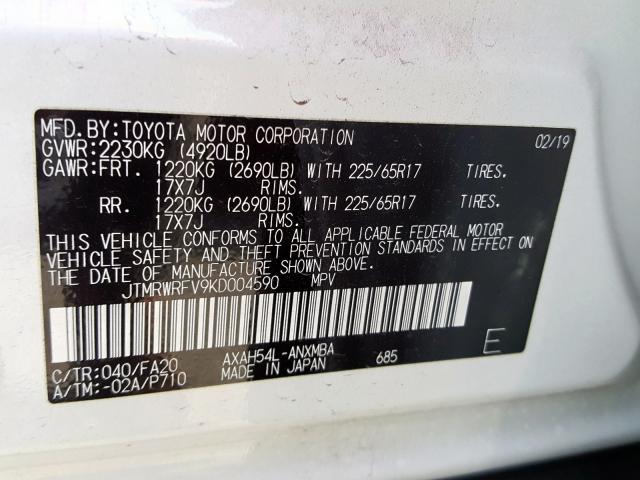 MFD.BY:TOYOTA MOTOR CORPORATION 02/19
GVWR:2230KG (4920LB)
GAWR:FRT. 1220KG (2690LB) WITH 225/65R17 TIRES.
17X7J RIMS.
RR. 1220KG (2690LB) WITH 225/65R17 TIRES.
17X7J RIMS.
THIS VEHICLE CONFORMS TO ALL APPLICABLE FEDERAL MOTOR
VEHICLE SAFETY AND THEFT PREVENTION STANDARDS IN EFFECT ON
THE DATE OF MANUFACTURE SHOWN ABOVE.
JTMRWRFV9KD004590 MPV
C/TR:040/FA20 AXAH54L-ANXMBA 685 E
A/TM:-02A/P710 MADE IN JAPAN